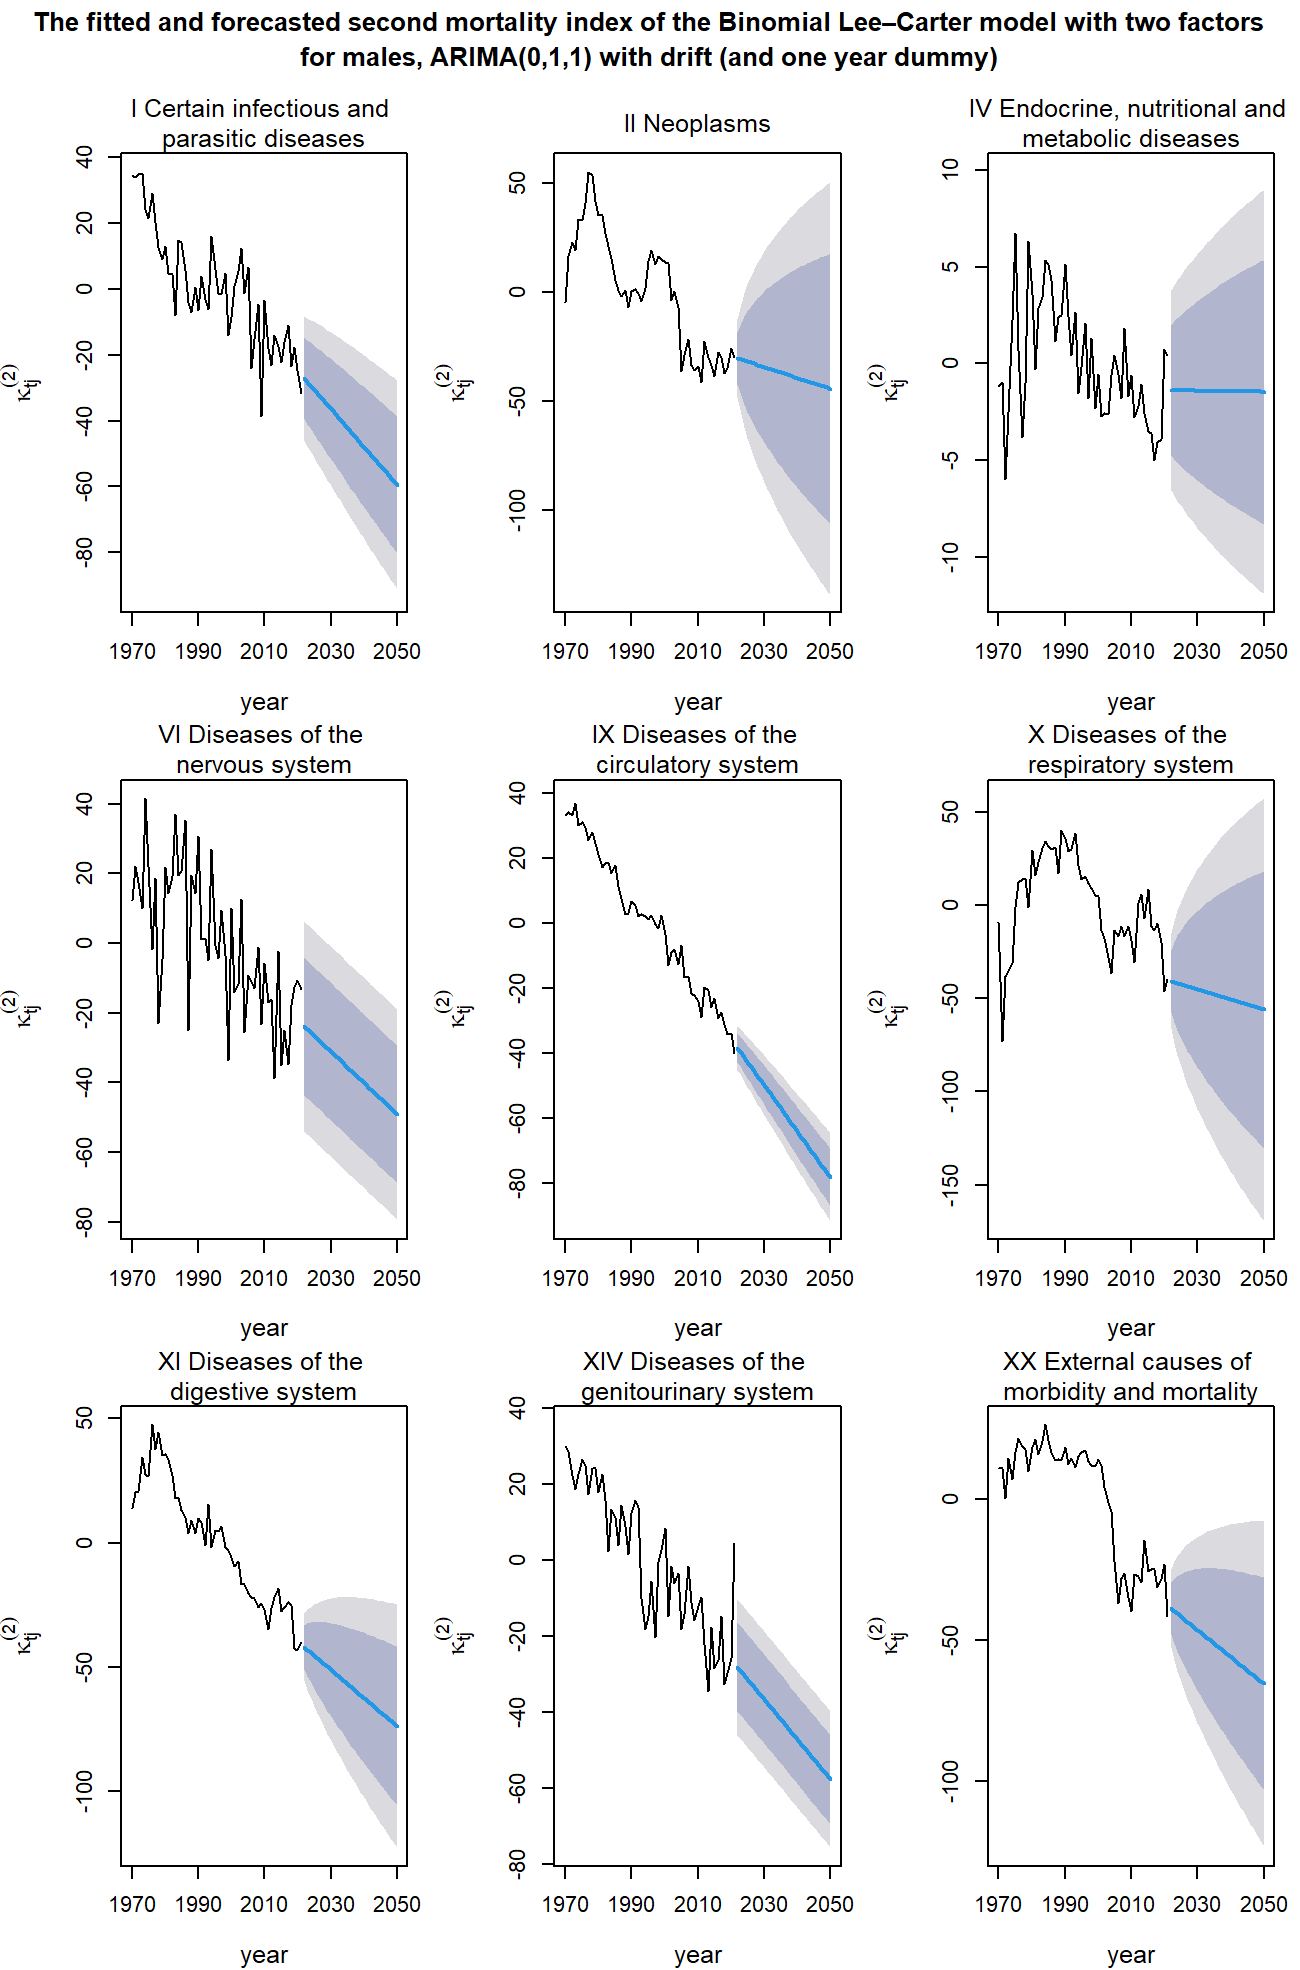 The fitted and forecasted second mortality index of the Binomial Lee–Carter model with two factors
for males, ARIMA(0,1,1) with drift (and one year dummy)
I Certain infectious and
parasitic diseases
40
20
0
-20
-40
-60
-80
κtj(2)
1970 1990 2010 2030 2050
year
II Neoplasms
50
0
-50
-100
κtj(2)
1970 1990 2010 2030 2050
year
IV Endocrine, nutritional and
metabolic diseases
10
5
0
-5
-10
κtj(2)
1970 1990 2010 2030 2050
year
VI Diseases of the
nervous system
40
20
0
-20
-40
-60
-80
κtj(2)
1970 1990 2010 2030 2050
year
IX Diseases of the
circulatory system
40
20
0
-20
-40
-60
-80
κtj(2)
1970 1990 2010 2030 2050
year
X Diseases of the
respiratory system
50
0
-50
-100
-150
κtj(2)
1970 1990 2010 2030 2050
year
XI Diseases of the
digestive system
50
0
-50
-100
κtj(2)
1970 1990 2010 2030 2050
year
XIV Diseases of the
genitourinary system
40
20
0
-20
-40
-60
-80
κtj(2)
1970 1990 2010 2030 2050
year
XX External causes of
morbidity and mortality
0
-50
-100
κtj(2)
1970 1990 2010 2030 2050
year